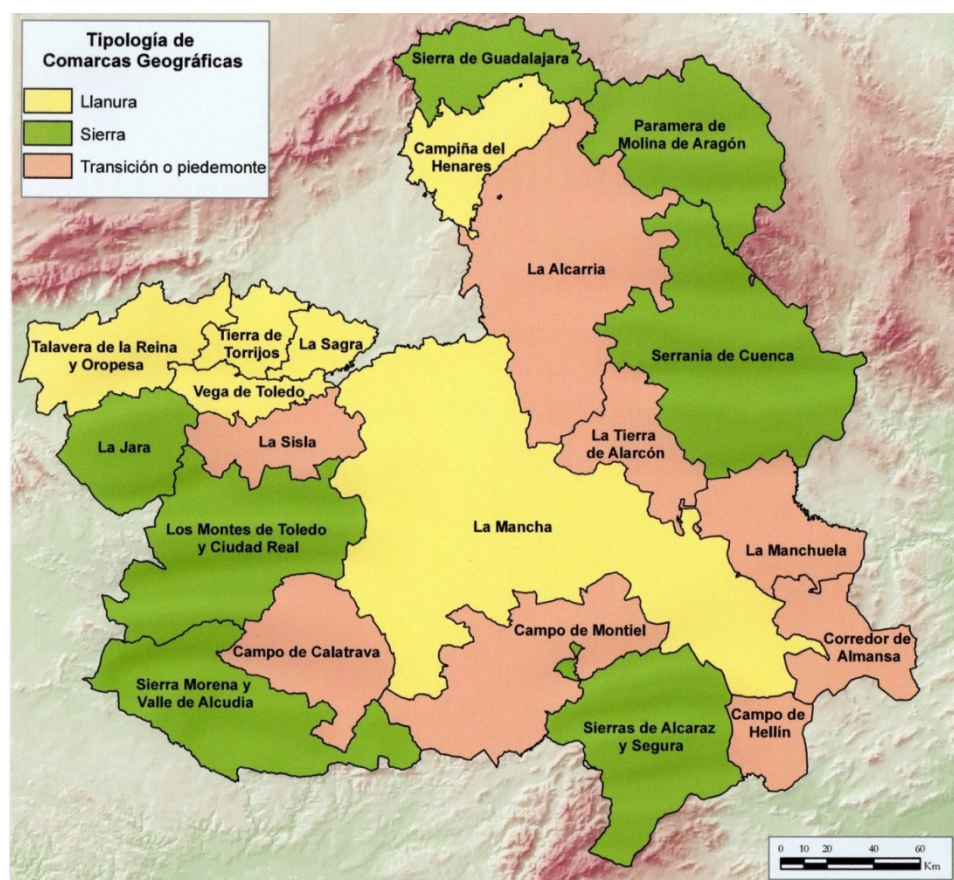 Tipología de
Comarcas Geográficas
Llanura
Sierra
Transición o piedemonte
Sierra de Guadalajara
Paramera de
Molina de Aragón
Campiña del
Henares
La Alcarria
Talavera de la Reina
y Oropesa
Tierra de
Torrijos
La Sagra
Serranía de Cuenca
Vega de Toledo
La Jara
La Sisla
La Tierra
de Alarcón
Los Montes de Toledo
y Ciudad Real
La Mancha
La Manchuela
Campo de Calatrava
Campo de Montiel
Corredor de
Almansa
Sierra Morena y
Valle de Alcudia
Sierras de Alcaraz
y Segura
Campo de
Hellín
0 10 20 40 60
Km